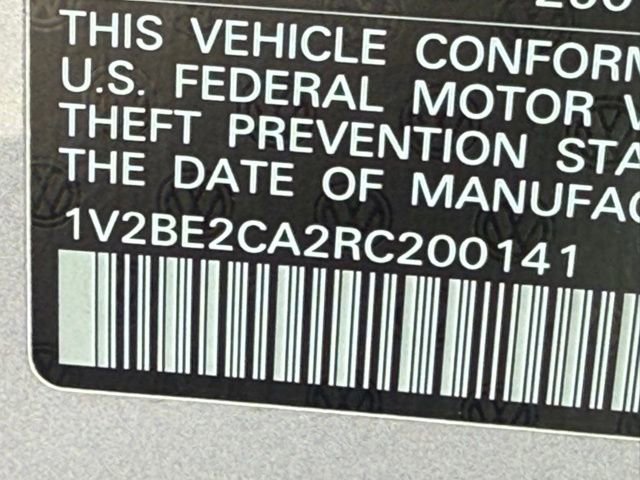 THIS VEHICLE CONFORM
U.S. FEDERAL MOTOR V
THEFT PREVENTION STA
THE DATE OF MANUFAC
1V2BE2CA2RC200141